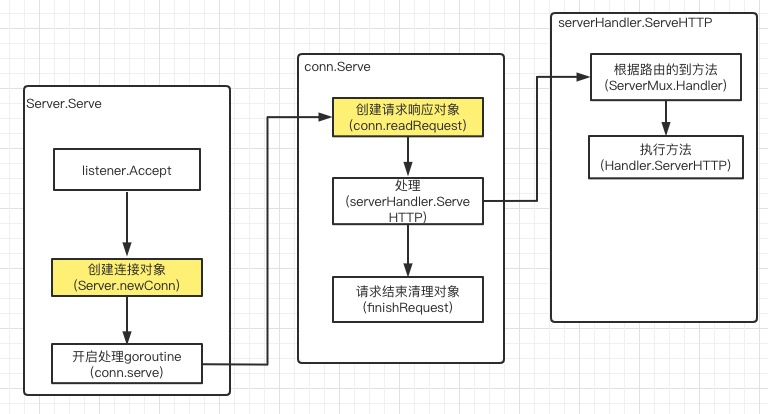 Server.Serve
listener.Accept
创建连接对象
(Server.newConn)
开启处理goroutine
(conn.serve)
conn.Serve
创建请求响应对象
(conn.readRequest)
处理
(serverHandler.Serve
HTTP)
请求结束清理对象
(finishRequest)
serverHandler.ServeHTTP
根据路由的到方法
(ServerMux.Handler)
执行方法
(Handler.ServerHTTP)